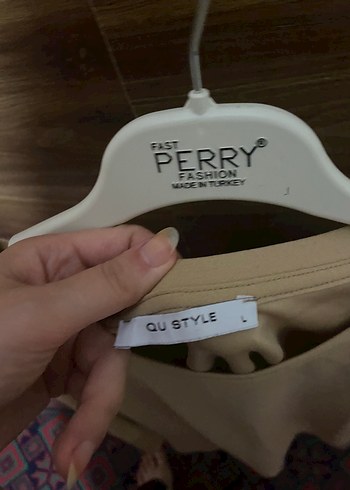 FAST
PERRY®
FASHION
MADE IN TURKEY
QU STYLE L